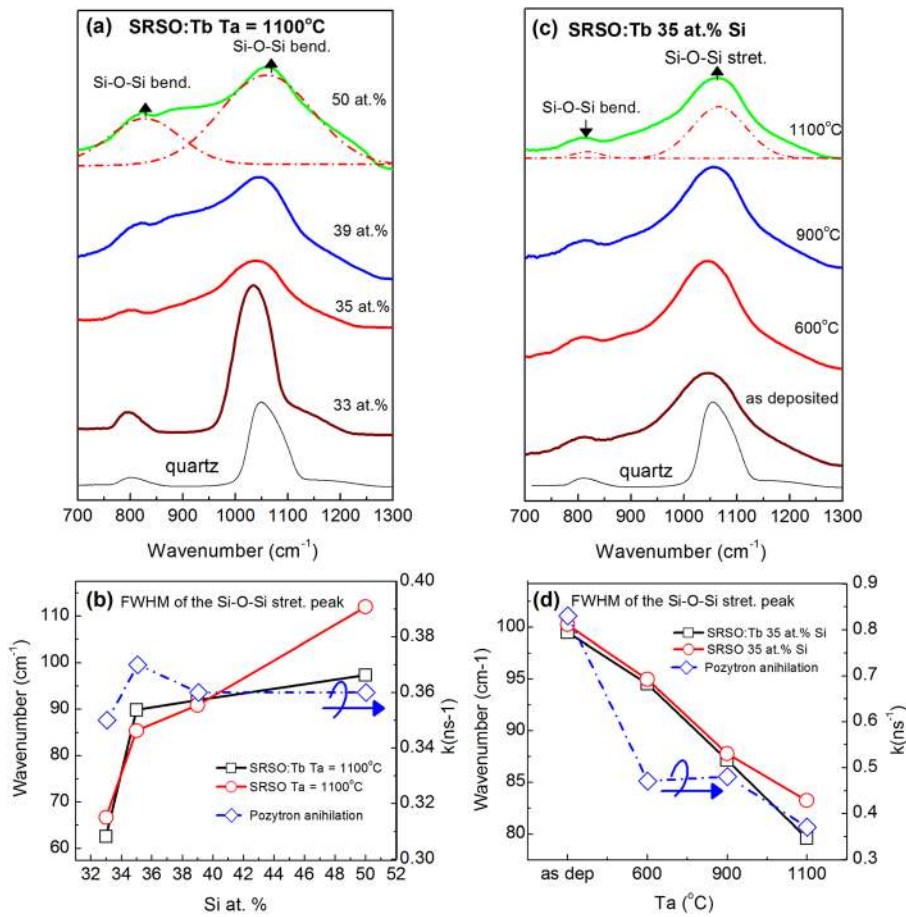 (a) SRSO:Tb Ta = 1100°C
Si-O-Si bend.
Si-O-Si bend.
50 at.%
39 at.%
35 at.%
33 at.%
quartz
700 800 900 1000 1100 1200 1300
Wavenumber (cm⁻¹)
(c) SRSO:Tb 35 at.% Si
Si-O-Si stret.
Si-O-Si bend.
1100°C
900°C
600°C
as deposited
quartz
700 800 900 1000 1100 1200 1300
Wavenumber (cm⁻¹)
(b) FWHM of the Si-O-Si stret. peak
110
100
90
80
70
60
Wavenumber (cm⁻¹)
0.40
0.38
0.36
0.34
0.32
0.30
k(ns-1)
SRSO:Tb Ta = 1100°C
SRSO Ta = 1100°C
Pozytron anihilation
32 34 36 38 40 42 44 46 48 50 52
Si at. %
(d) FWHM of the Si-O-Si stret. peak
100
95
90
85
80
Wavenumber (cm-1)
0.9
0.8
0.7
0.6
0.5
0.4
0.3
k(ns⁻¹)
SRSO:Tb 35 at.% Si
SRSO 35 at.% Si
Pozytron anihilation
as dep 600 900 1100
Ta (°C)